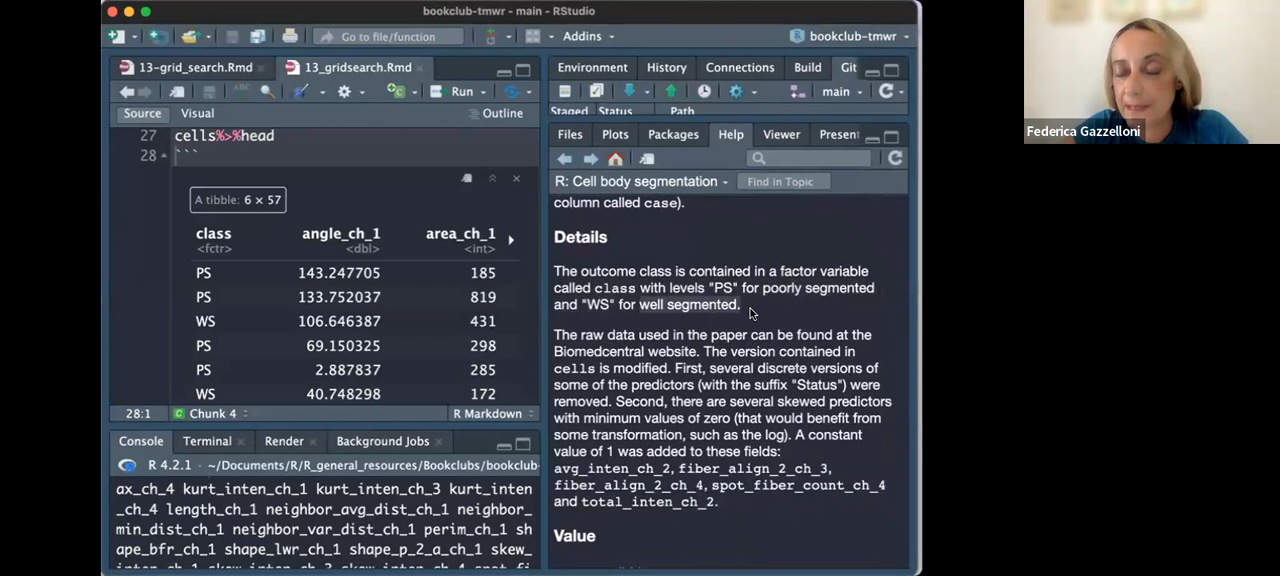 bookclub-tmwr - main - RStudio
Go to file/function
Addins
bookclub-tmwr
13-grid_search.Rmd
13_gridsearch.Rmd
Run
Source
Visual
Outline
27 cells%>%head
28 ```
A tibble: 6 × 57
class angle_ch_1 area_ch_1
<fctr> <dbl> <int>
PS 143.247705 185
PS 133.752037 819
WS 106.646387 431
PS 69.150325 298
PS 2.887837 285
WS 40.748298 172
28:1 Chunk 4 R Markdown
Console Terminal Render Background Jobs
R 4.2.1 · ~/Documents/R/R_general_resources/Bookclubs/bookclub-
ax_ch_4 kurt_inten_ch_1 kurt_inten_ch_3 kurt_inten
_ch_4 length_ch_1 neighbor_avg_dist_ch_1 neighbor_
min_dist_ch_1 neighbor_var_dist_ch_1 perim_ch_1 sh
ape_bfr_ch_1 shape_lwr_ch_1 shape_p_2_a_ch_1 skew_
Environment History Connections Build Git
main
Staged Status Path
Files Plots Packages Help Viewer Present
R: Cell body segmentation
Find in Topic
column called case).
Details
The outcome class is contained in a factor variable
called class with levels "PS" for poorly segmented
and "WS" for well segmented.
The raw data used in the paper can be found at the
Biomedcentral website. The version contained in
cells is modified. First, several discrete versions of
some of the predictors (with the suffix "Status") were
removed. Second, there are several skewed predictors
with minimum values of zero (that would benefit from
some transformation, such as the log). A constant
value of 1 was added to these fields:
avg_inten_ch_2, fiber_align_2_ch_3,
fiber_align_2_ch_4, spot_fiber_count_ch_4
and total_inten_ch_2.
Value
Federica Gazzelloni